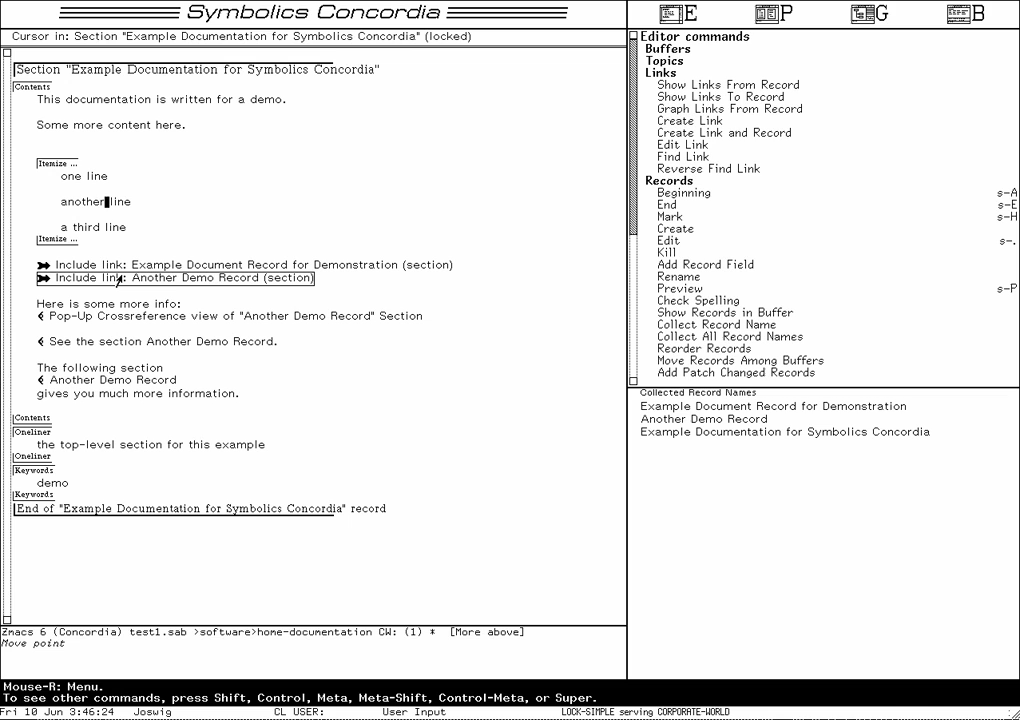 Symbolics Concordia
E P G B
Cursor in: Section "Example Documentation for Symbolics Concordia" (locked)
Section "Example Documentation for Symbolics Concordia"
Contents
This documentation is written for a demo.
Some more content here.
Itemize ...
one line
another line
a third line
Itemize ...
Include link: Example Document Record for Demonstration (section)
Include link: Another Demo Record (section)
Here is some more info:
Pop-Up Crossreference view of "Another Demo Record" Section
See the section Another Demo Record.
The following section
Another Demo Record
gives you much more information.
Contents
Oneliner
the top-level section for this example
Oneliner
Keywords
demo
Keywords
End of "Example Documentation for Symbolics Concordia" record
Editor commands
Buffers
Topics
Links
Show Links From Record
Show Links To Record
Graph Links From Record
Create Link
Create Link and Record
Edit Link
Find Link
Reverse Find Link
Records
Beginning s-A
End s-E
Mark s-H
Create
Edit s-.
Kill
Add Record Field
Rename
Preview s-P
Check Spelling
Show Records in Buffer
Collect Record Name
Collect All Record Names
Reorder Records
Move Records Among Buffers
Add Patch Changed Records
Collected Record Names
Example Document Record for Demonstration
Another Demo Record
Example Documentation for Symbolics Concordia
Zmacs 6 (Concordia) test1.sab >software>home-documentation CW: (1) * [More above]
Move point
Mouse-R: Menu.
To see other commands, press Shift, Control, Meta, Meta-Shift, Control-Meta, or Super.
Fri 10 Jun 3:46:24 Joswig CL USER: User Input LOCK-SIMPLE serving CORPORATE-WORLD